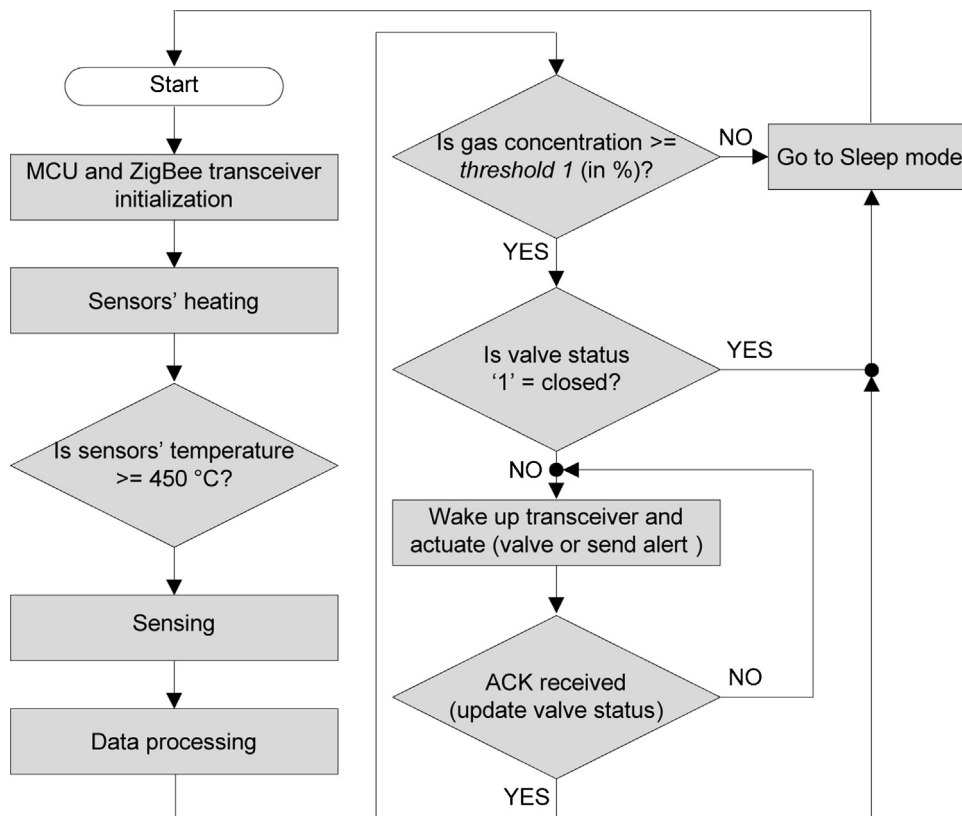 Start
MCU and ZigBee transceiver
initialization
Sensors’ heating
Is sensors’ temperature
>= 450 °C?
Sensing
Data processing
Is gas concentration >=
threshold 1 (in %)?
NO
Go to Sleep mode
YES
Is valve status
‘1’ = closed?
YES
NO
Wake up transceiver and
actuate (valve or send alert )
ACK received
(update valve status)
NO
YES